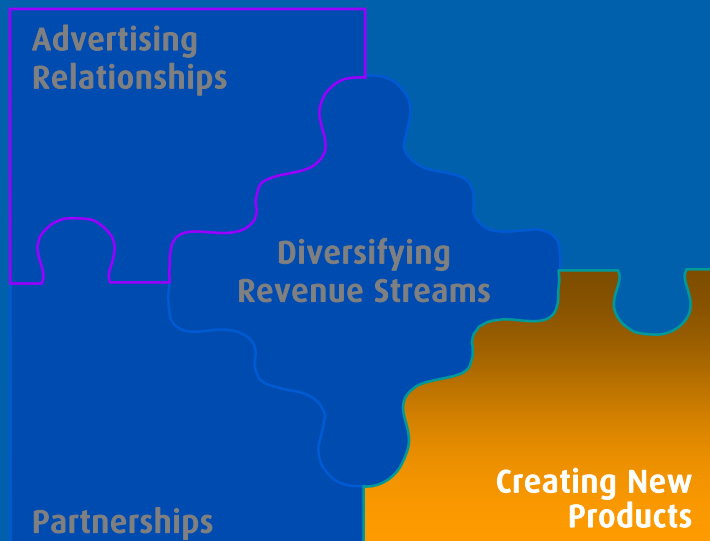 Advertising
Relationships
Diversifying
Revenue Streams
Creating New
Products
Partnerships